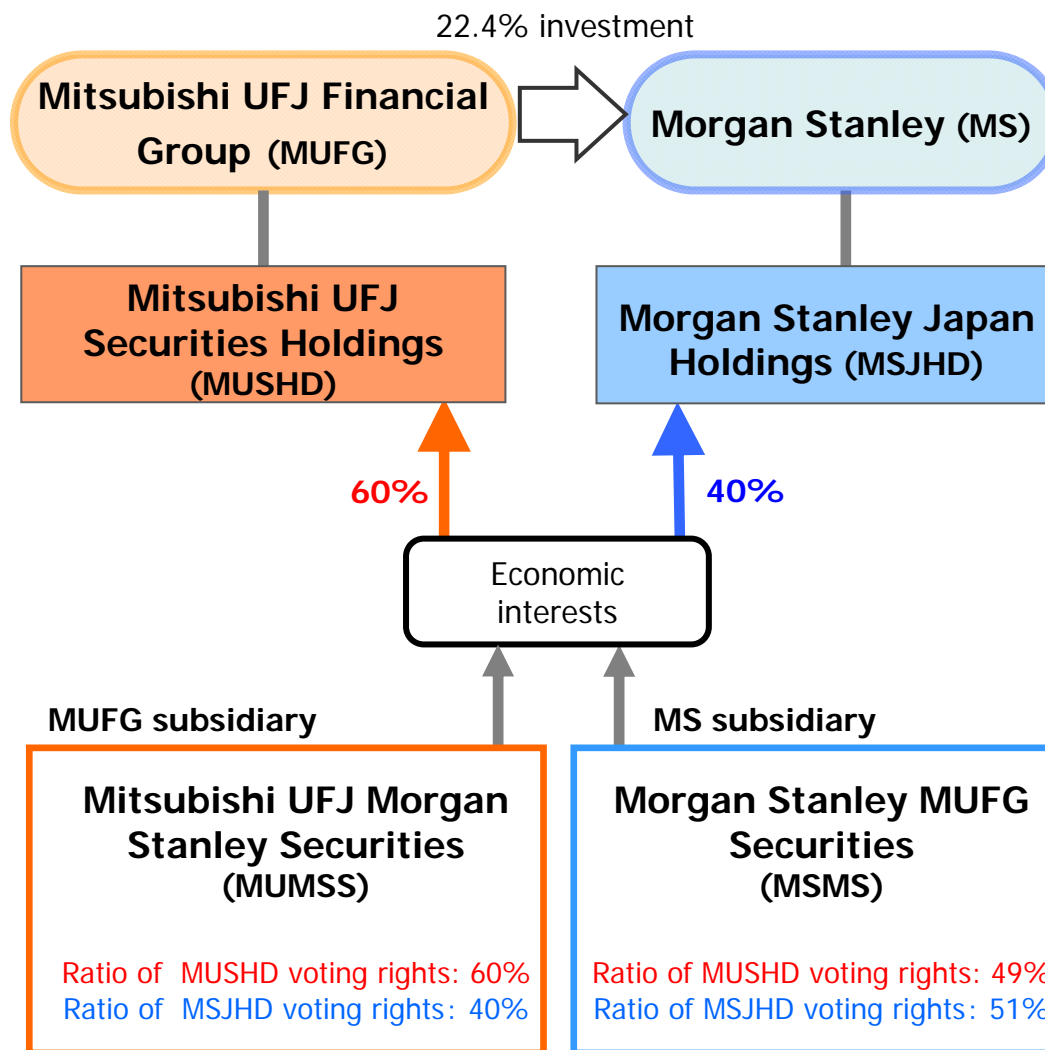 22.4% investment
Mitsubishi UFJ Financial
Group (MUFG)
Morgan Stanley (MS)
Mitsubishi UFJ
Securities Holdings
(MUSHD)
Morgan Stanley Japan
Holdings (MSJHD)
60%
40%
Economic
interests
MUFG subsidiary
MS subsidiary
Mitsubishi UFJ Morgan
Stanley Securities
(MUMSS)
Ratio of MUSHD voting rights: 60%
Ratio of MSJHD voting rights: 40%
Morgan Stanley MUFG
Securities
(MSMS)
Ratio of MUSHD voting rights: 49%
Ratio of MSJHD voting rights: 51%